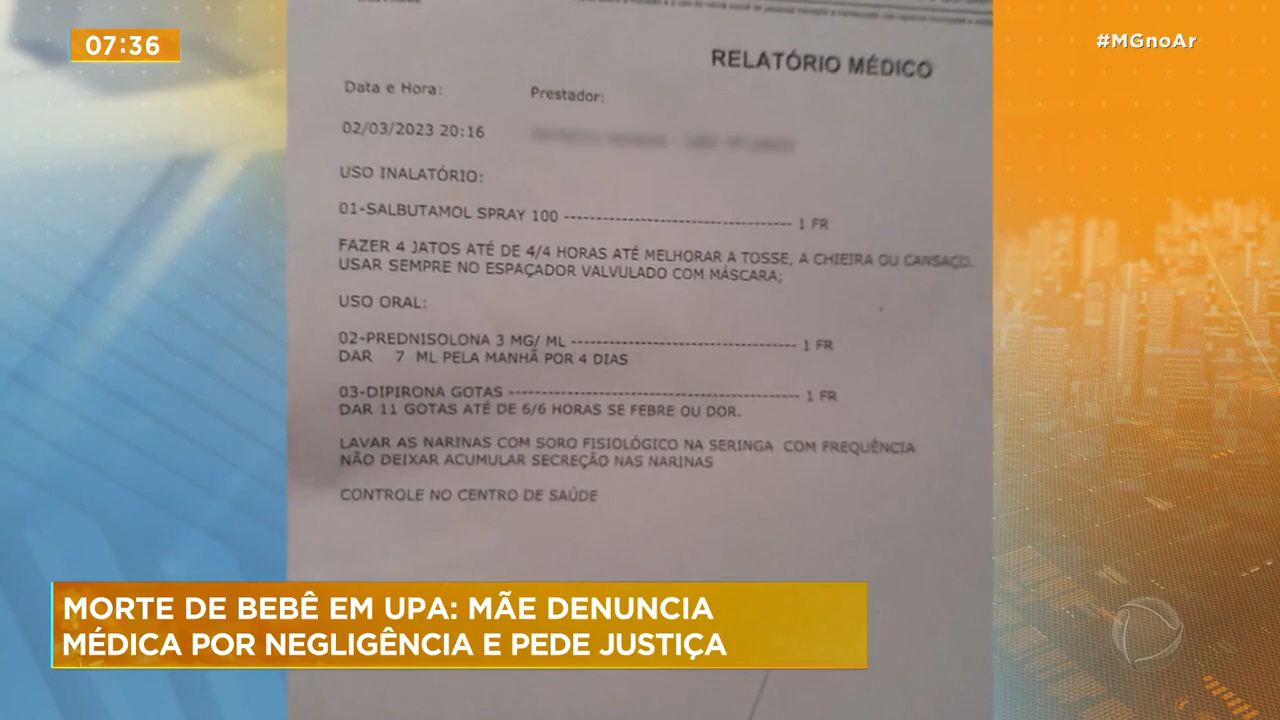 07:36
#MGnoAr
RELATÓRIO MÉDICO
Data e Hora:
Prestador:
02/03/2023 20:16
USO INALATÓRIO:
01-SALBUTAMOL SPRAY 100 ------------------------------------ 1 FR
FAZER 4 JATOS ATÉ DE 4/4 HORAS ATÉ MELHORAR A TOSSE, A CHIEIRA OU CANSAÇO.
USAR SEMPRE NO ESPAÇADOR VALVULADO COM MÁSCARA;
USO ORAL:
02-PREDNISOLONA 3 MG/ ML ------------------------------------ 1 FR
DAR 7 ML PELA MANHÃ POR 4 DIAS
03-DIPIRONA GOTAS ---------------------------------------------- 1 FR
DAR 11 GOTAS ATÉ DE 6/6 HORAS SE FEBRE OU DOR.
LAVAR AS NARINAS COM SORO FISIOLÓGICO NA SERINGA COM FREQUÊNCIA
NÃO DEIXAR ACUMULAR SECREÇÃO NAS NARINAS
CONTROLE NO CENTRO DE SAÚDE
MORTE DE BEBÊ EM UPA: MÃE DENUNCIA
MÉDICA POR NEGLIGÊNCIA E PEDE JUSTIÇA